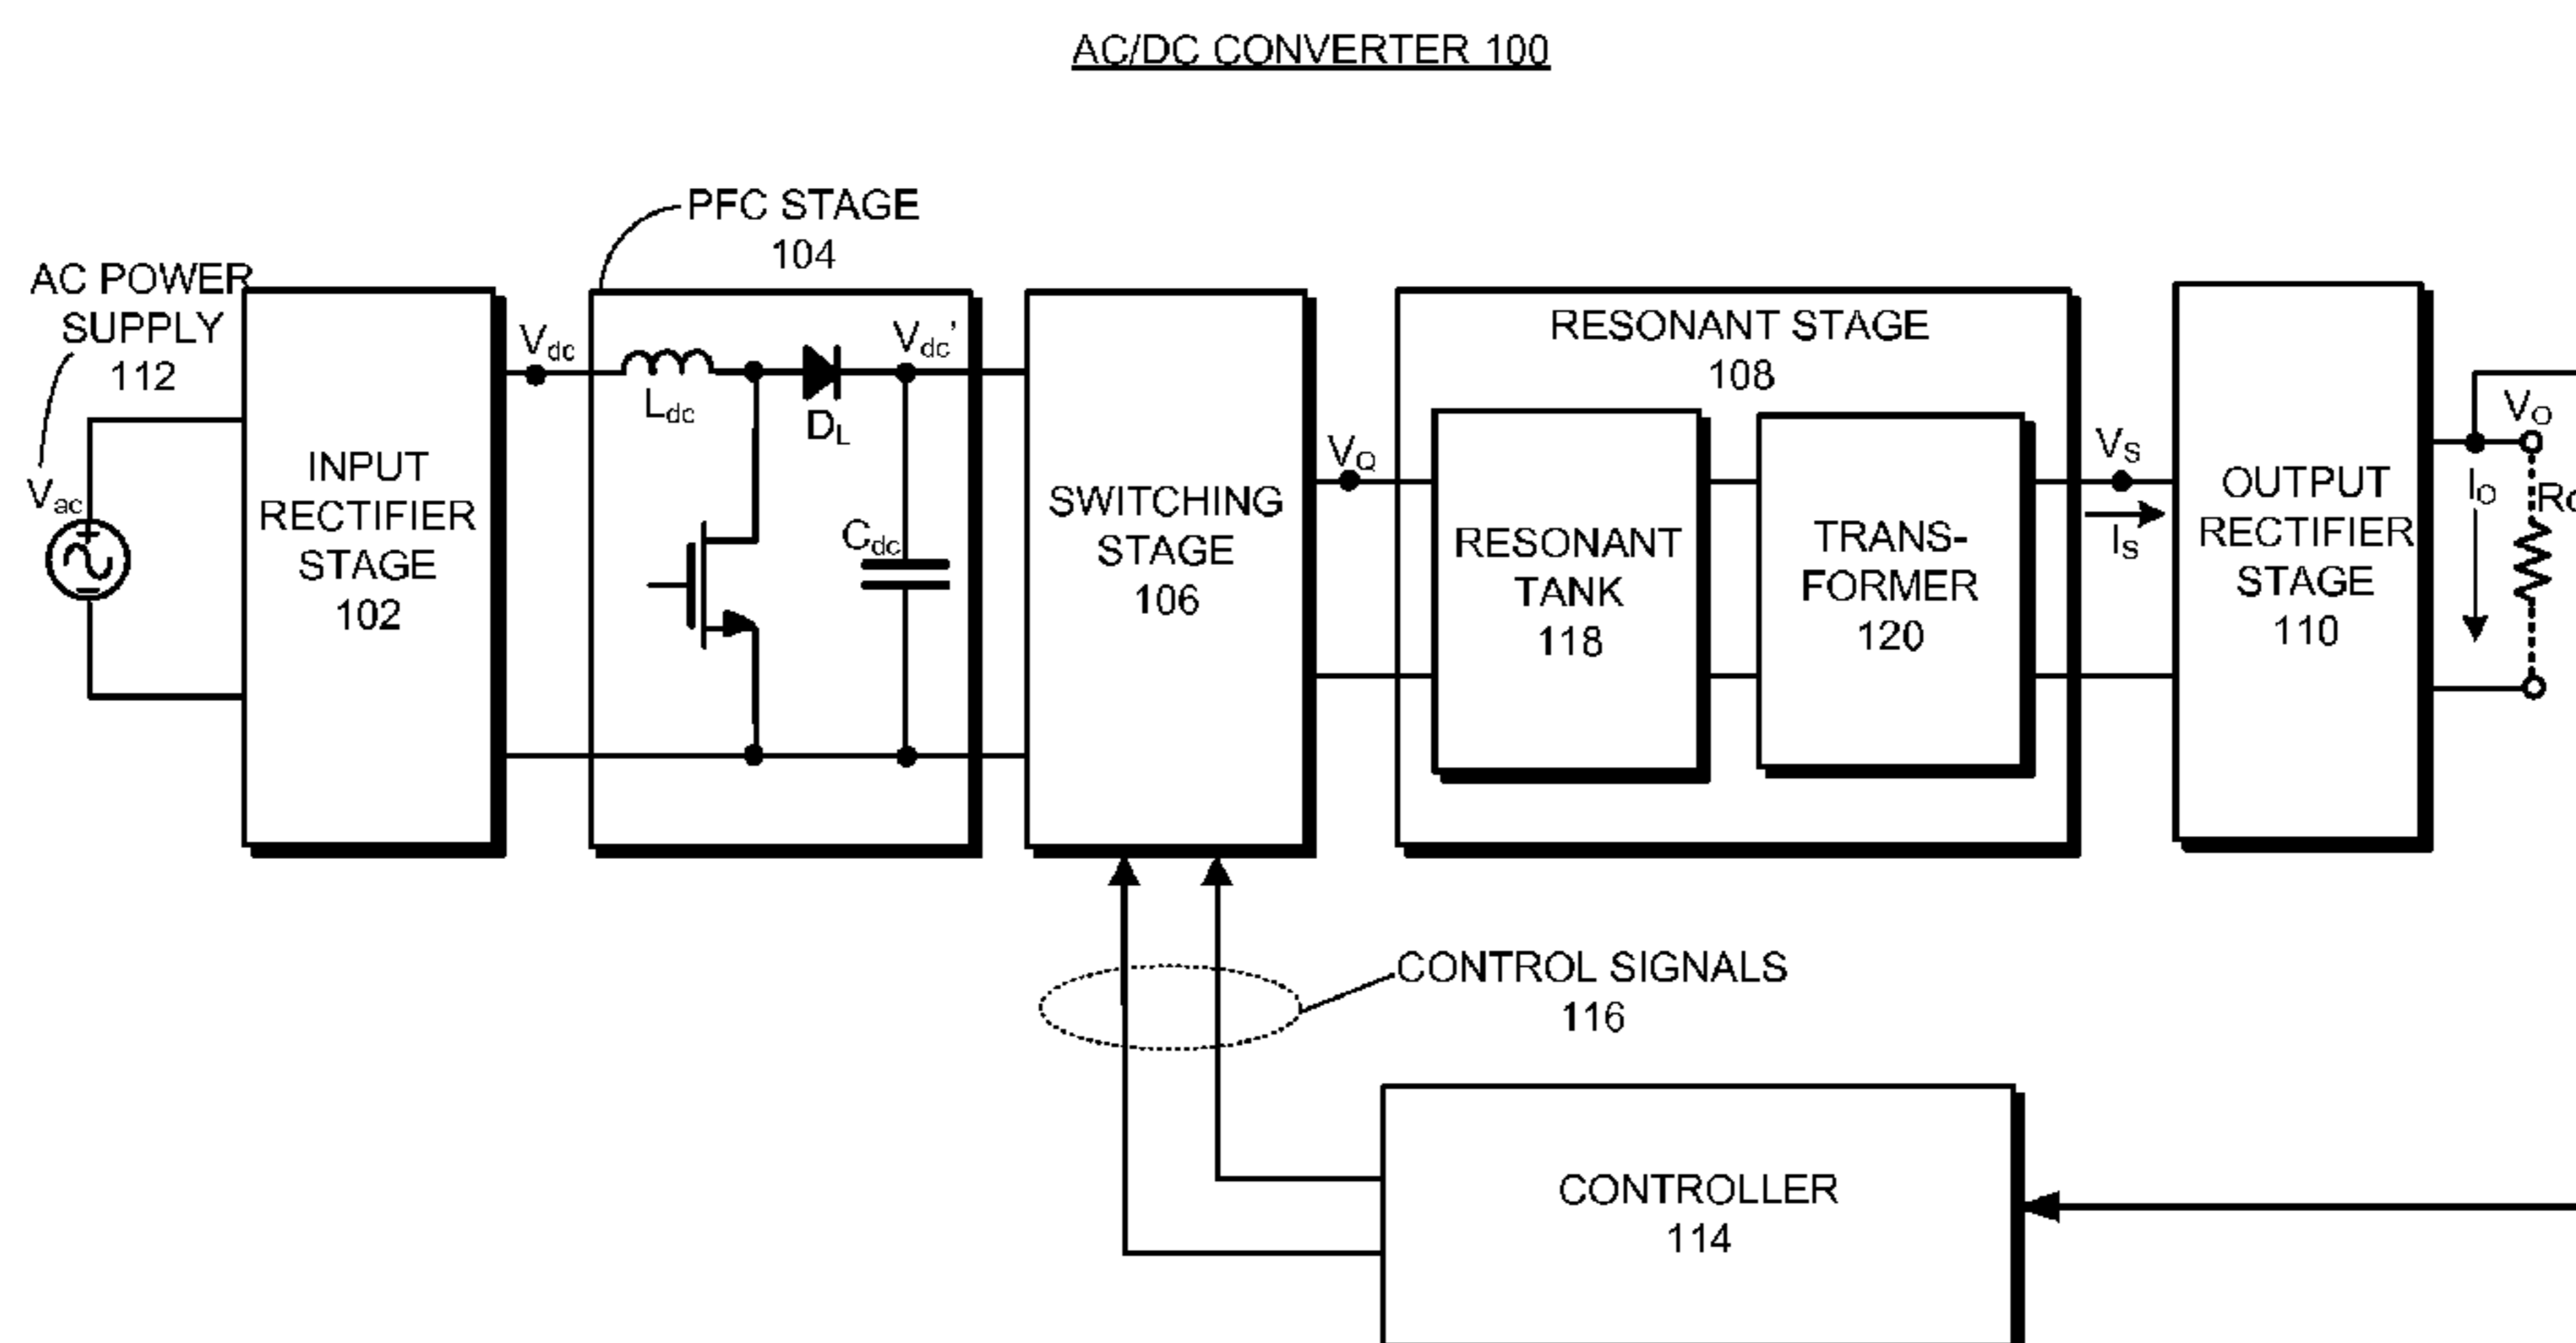 AC/DC CONVERTER 100
PFC STAGE
104
AC POWER
SUPPLY
112
Vac
INPUT
RECTIFIER
STAGE
102
Vdc
Ldc
DL
Vdc'
Cdc
SWITCHING
STAGE
106
VQ
RESONANT STAGE
108
RESONANT
TANK
118
TRANS-
FORMER
120
VS
IS
OUTPUT
RECTIFIER
STAGE
110
VO
IO
CONTROL SIGNALS
116
CONTROLLER
114